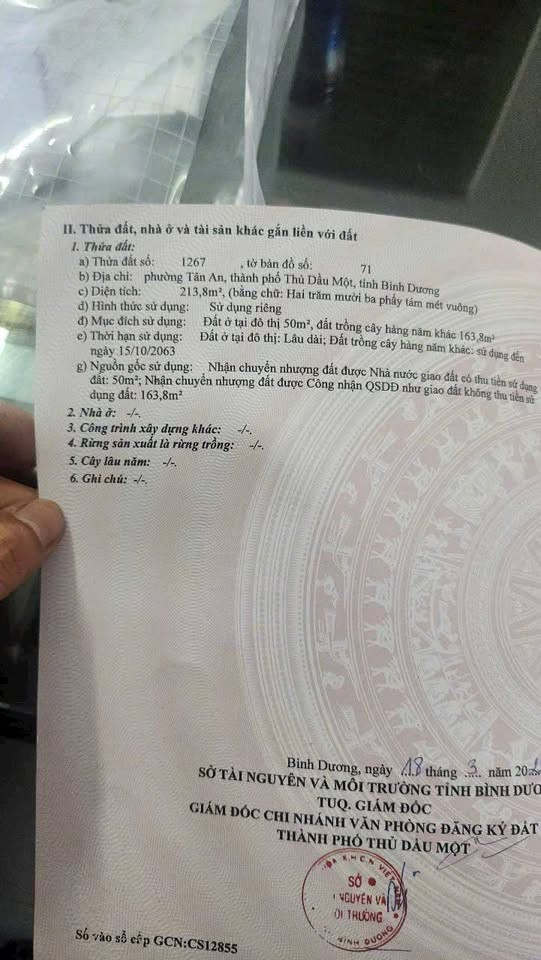 II. Thửa đất, nhà ở và tài sản khác gắn liền với đất
1. Thửa đất:
a) Thửa đất số: 1267 , tờ bản đồ số: 71
b) Địa chỉ: phường Tân An, thành phố Thủ Dầu Một, tỉnh Bình Dương
c) Diện tích: 213,8m², (bằng chữ: Hai trăm mười ba phẩy tám mét vuông)
d) Hình thức sử dụng: Sử dụng riêng
đ) Mục đích sử dụng: Đất ở tại đô thị 50m², đất trồng cây hàng năm khác 163,8m²
e) Thời hạn sử dụng: Đất ở tại đô thị: Lâu dài; Đất trồng cây hàng năm khác: sử dụng đến
ngày 15/10/2063
g) Nguồn gốc sử dụng: Nhận chuyển nhượng đất được Nhà nước giao đất có thu tiền sử dụng
đất: 50m²; Nhận chuyển nhượng đất được Công nhận QSDĐ như giao đất không thu tiền sử
dụng đất: 163,8m²
2. Nhà ở: -/-.
3. Công trình xây dựng khác: -/-.
4. Rừng sản xuất là rừng trồng: -/-.
5. Cây lâu năm: -/-.
6. Ghi chú: -/-.
Bình Dương, ngày 18 tháng 3 năm 202
SỞ TÀI NGUYÊN VÀ MÔI TRƯỜNG TỈNH BÌNH DƯƠ
TUQ. GIÁM ĐỐC
GIÁM ĐỐC CHI NHÁNH VĂN PHÒNG ĐĂNG KÝ ĐẤT
THÀNH PHỐ THỦ DẦU MỘT
SỞ
NGUYÊN VÀ
ÔI TRƯỜNG
Số vào sổ cấp GCN:CS12855